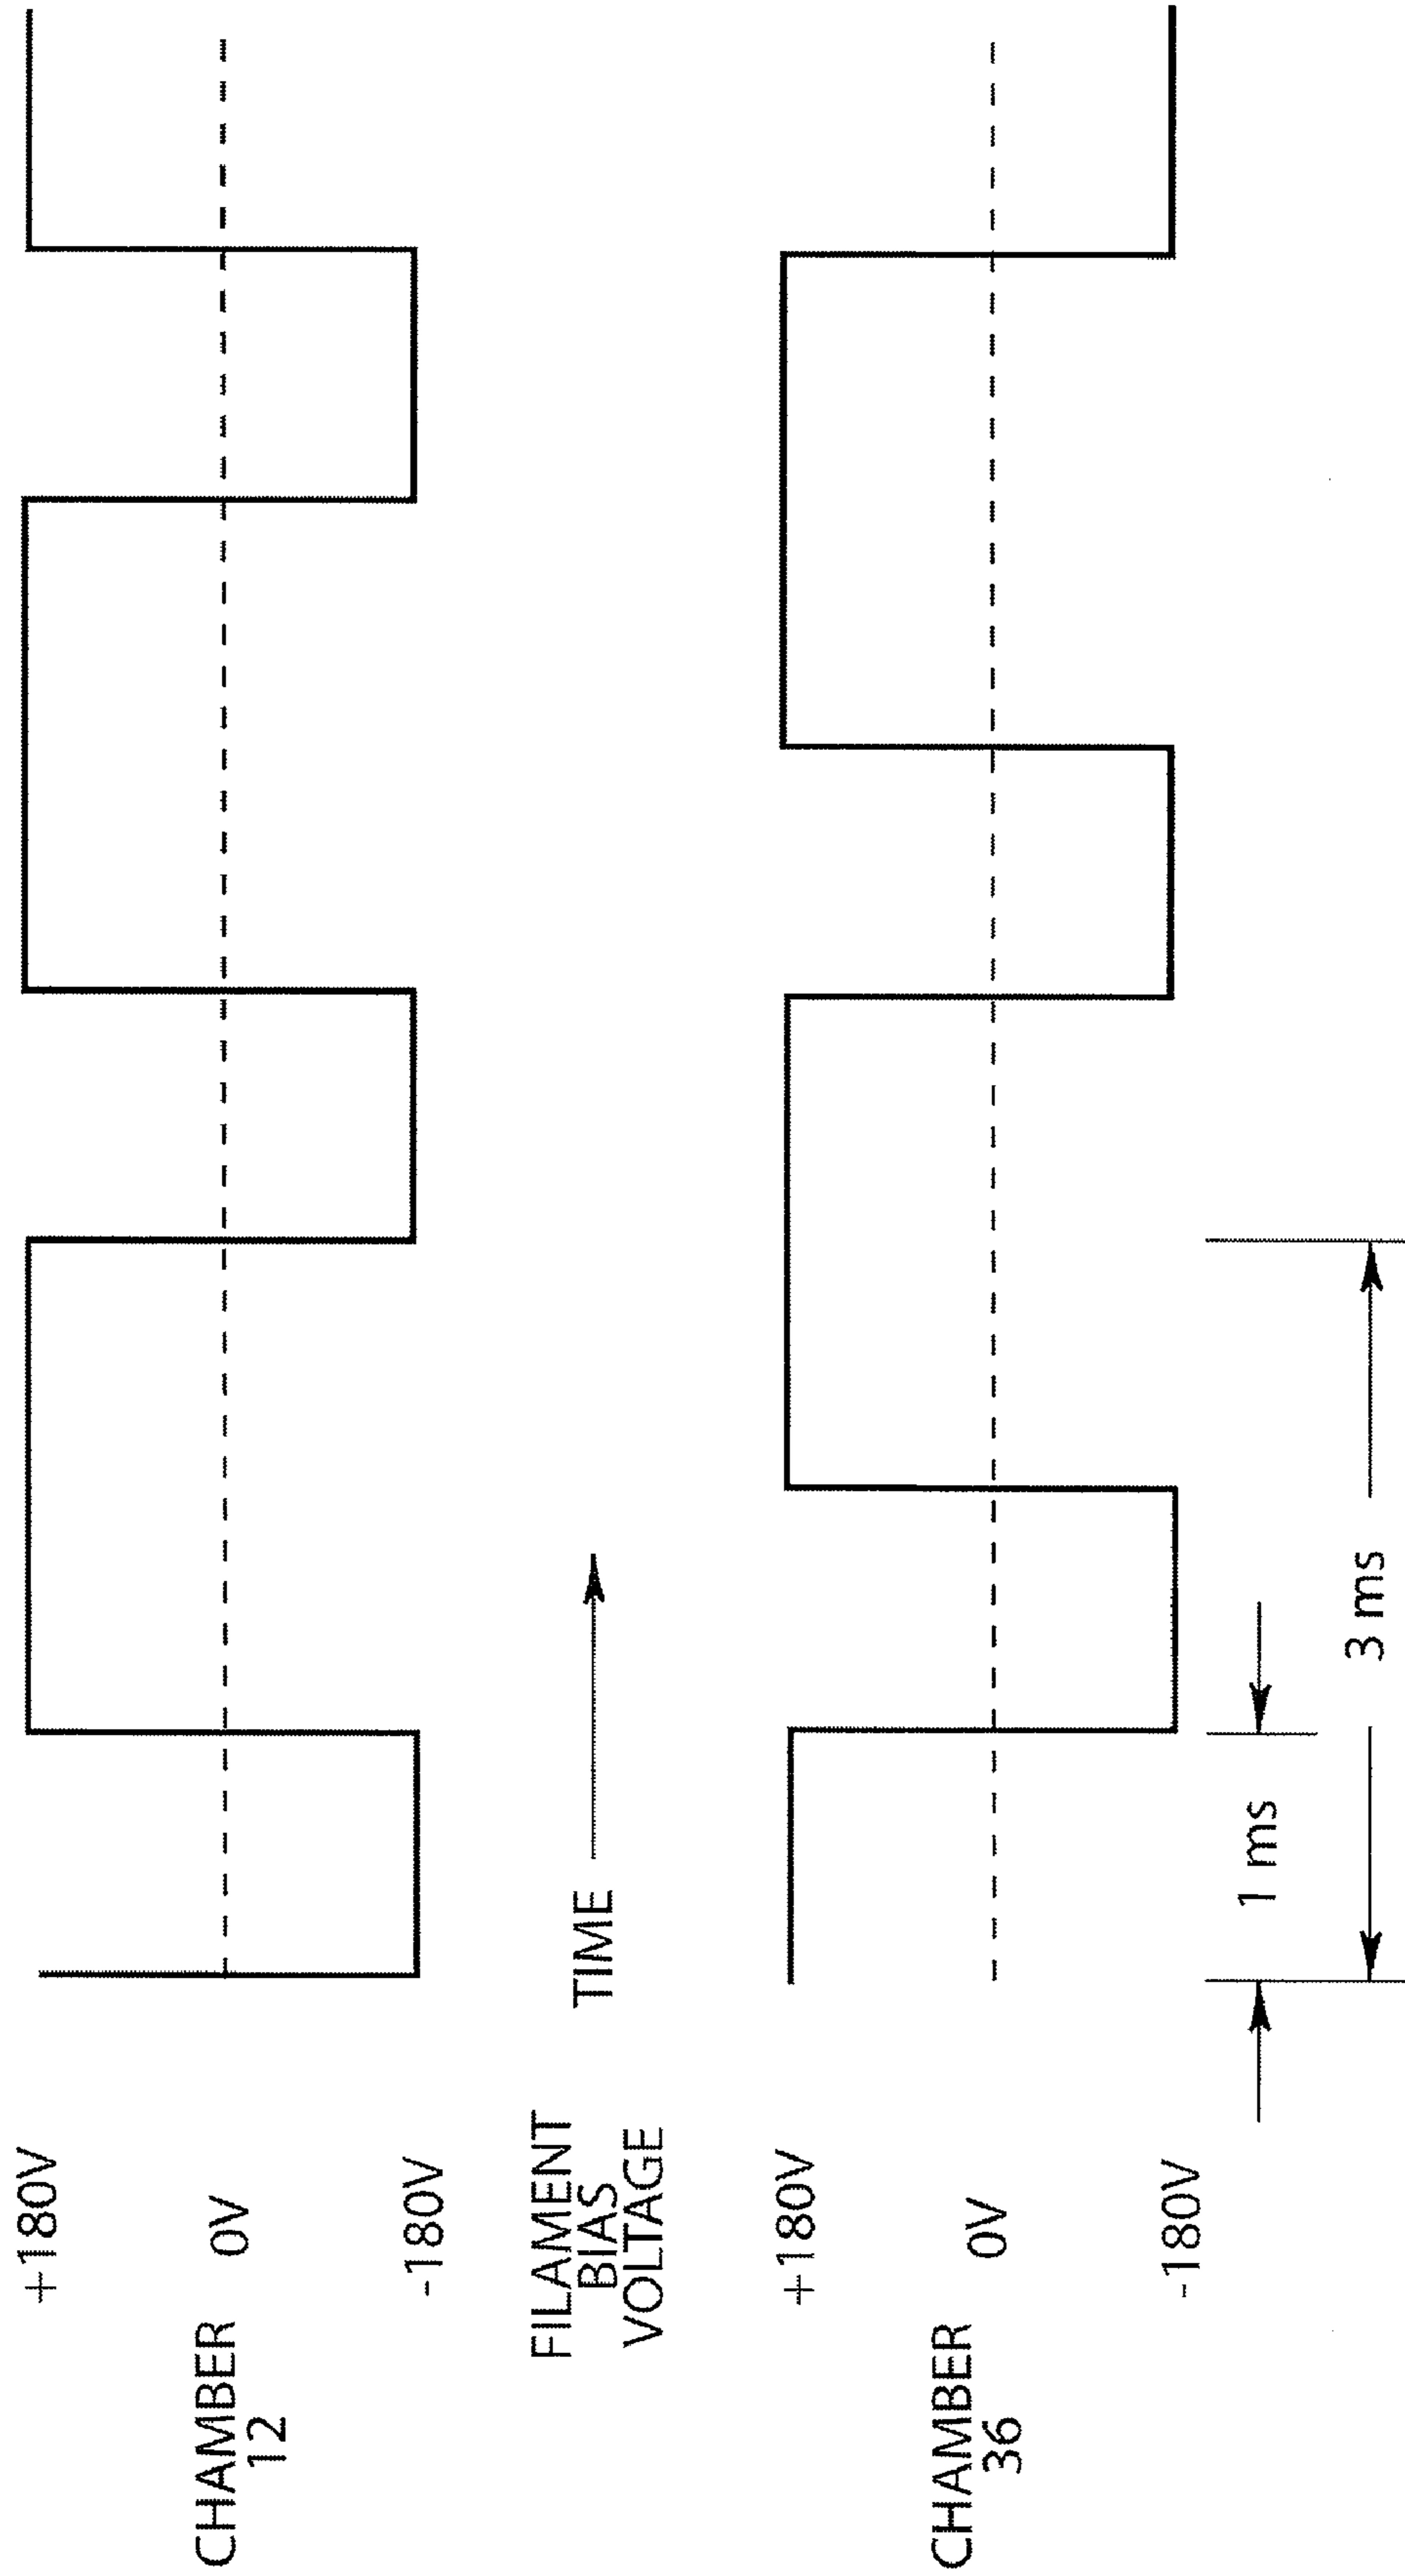 CHAMBER
12
+180V
0V
-180V
FILAMENT
BIAS
VOLTAGE
TIME
CHAMBER
36
+180V
0V
-180V
1 ms
3 ms